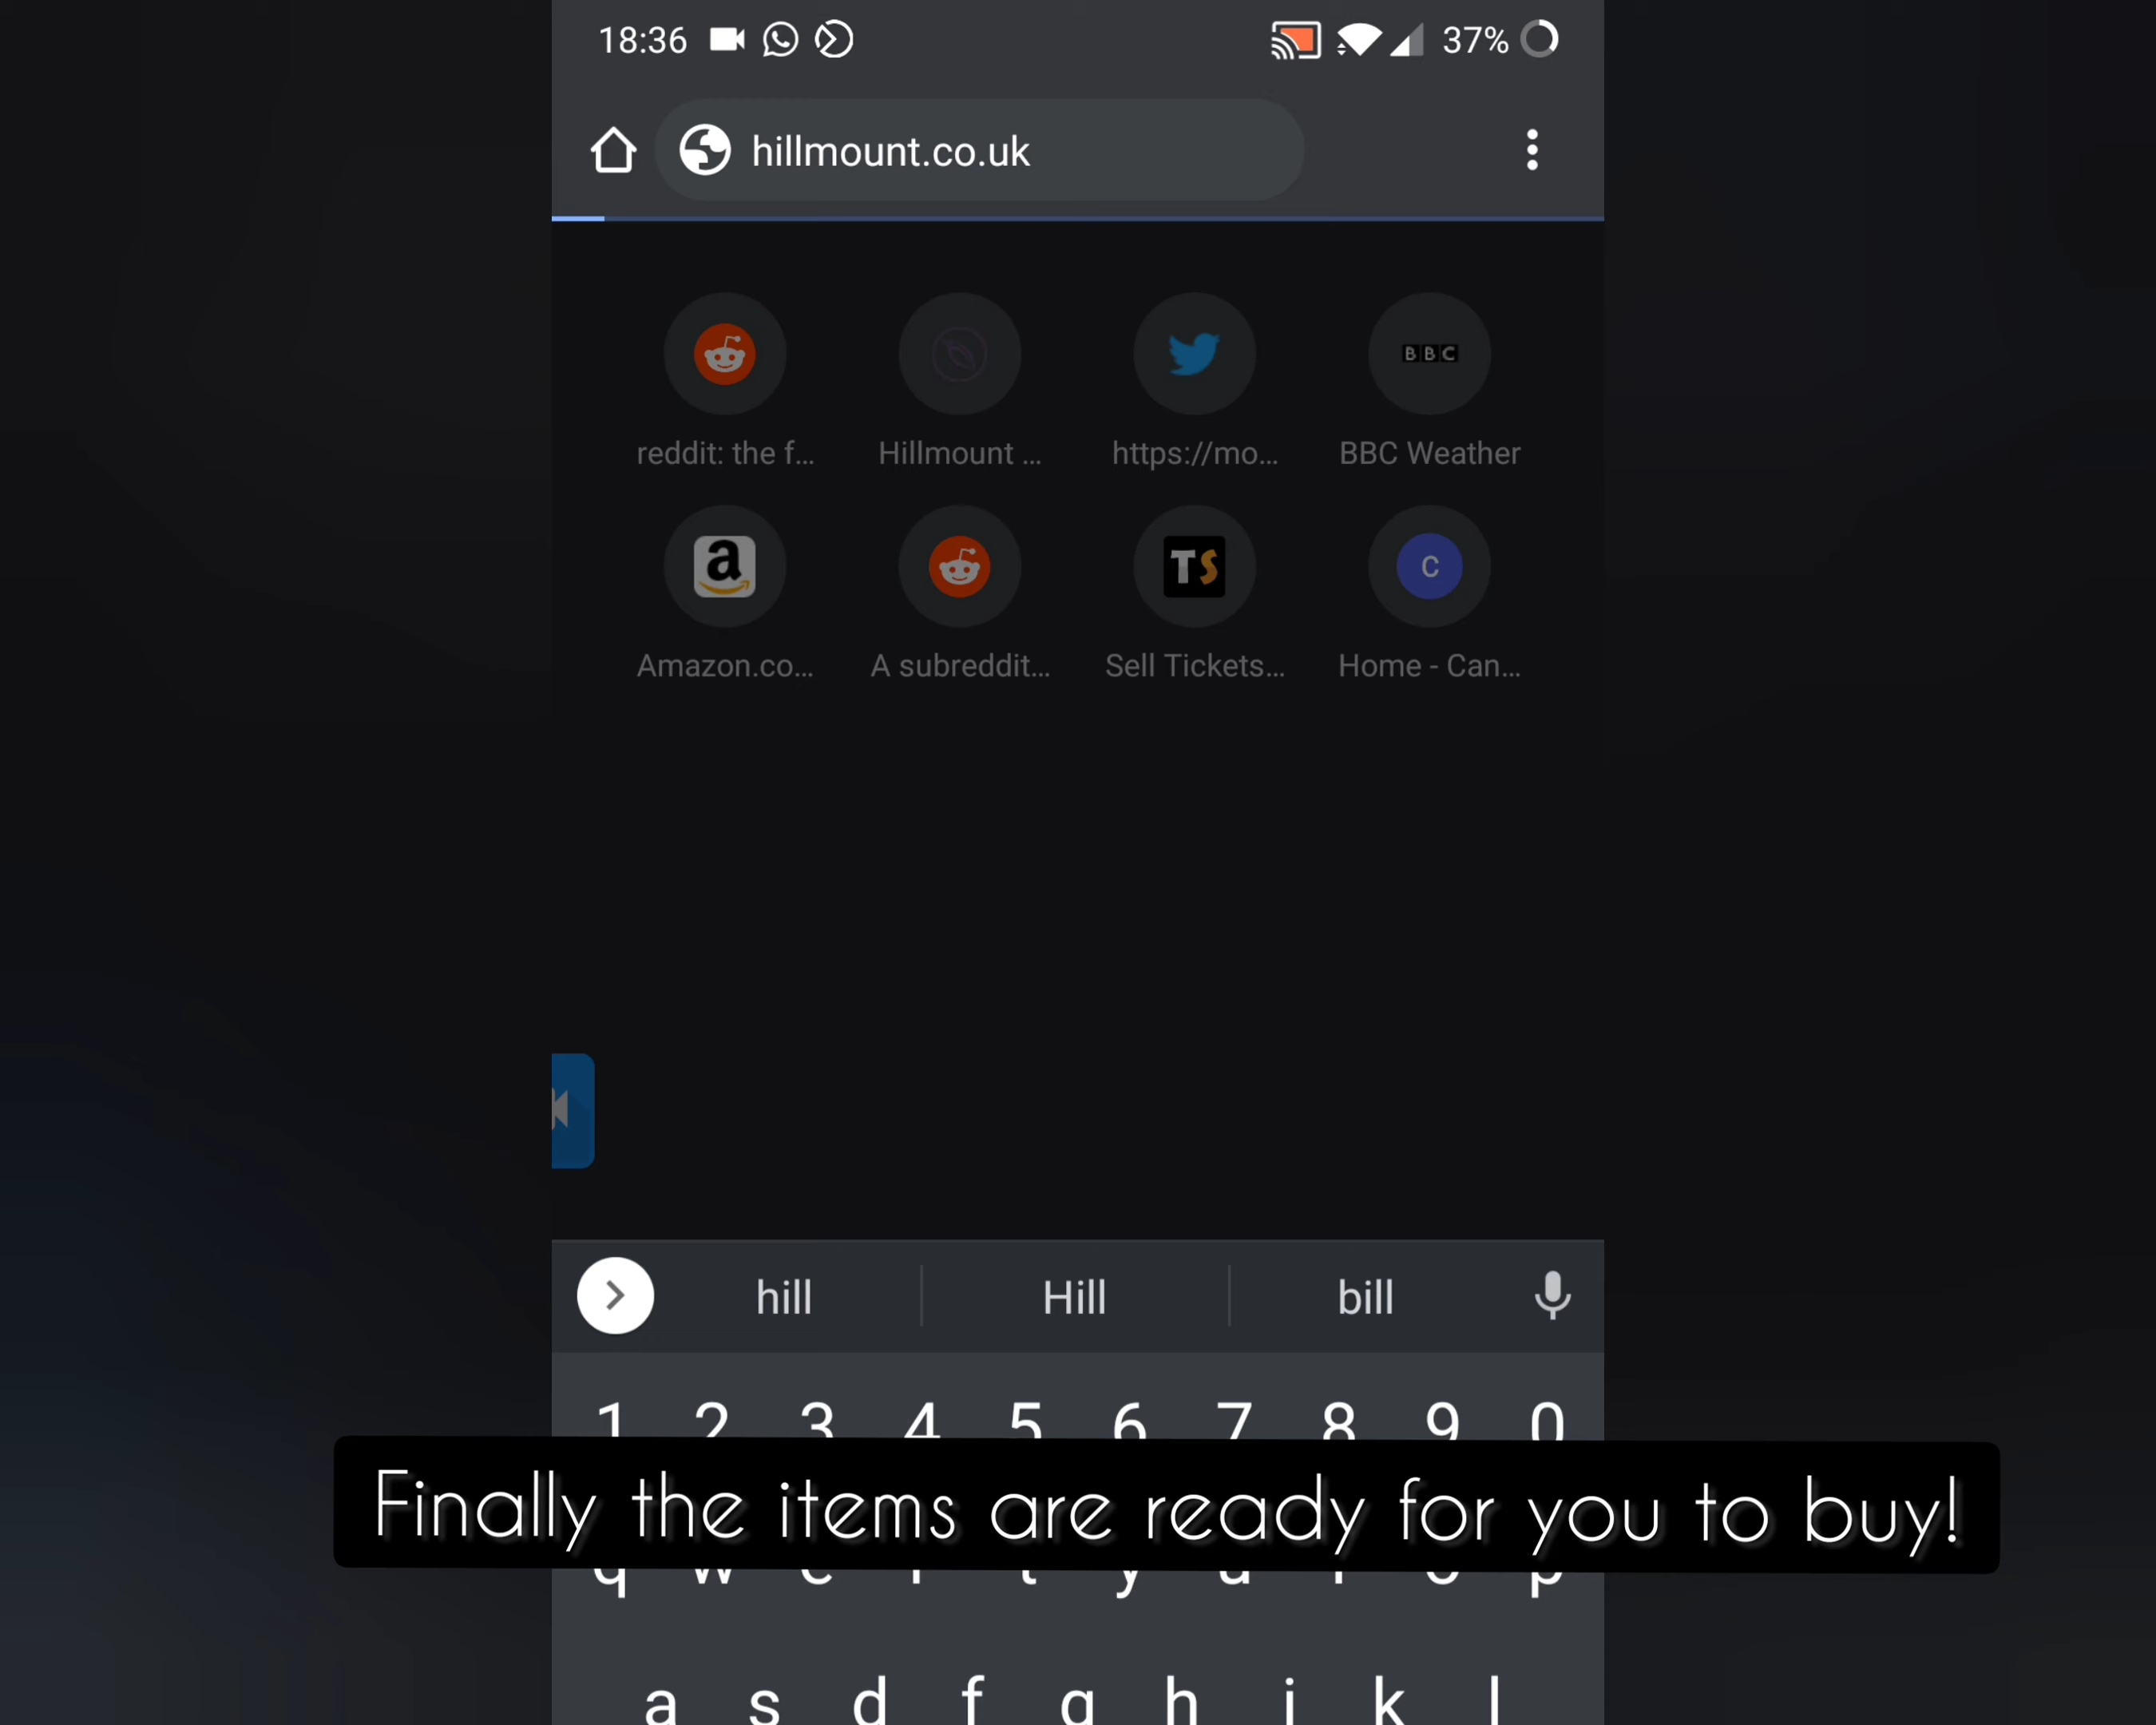 18:36 37%
hillmount.co.uk
BBC
reddit: the f... Hillmount ... https://mo... BBC Weather
a TS C
Amazon.co... A subreddit... Sell Tickets... Home - Can...
hill Hill bill
1 2 3 4 5 6 7 8 9 0
Finally the items are ready for you to buy!
q w e r t y u i o p
a s d f g h j k l